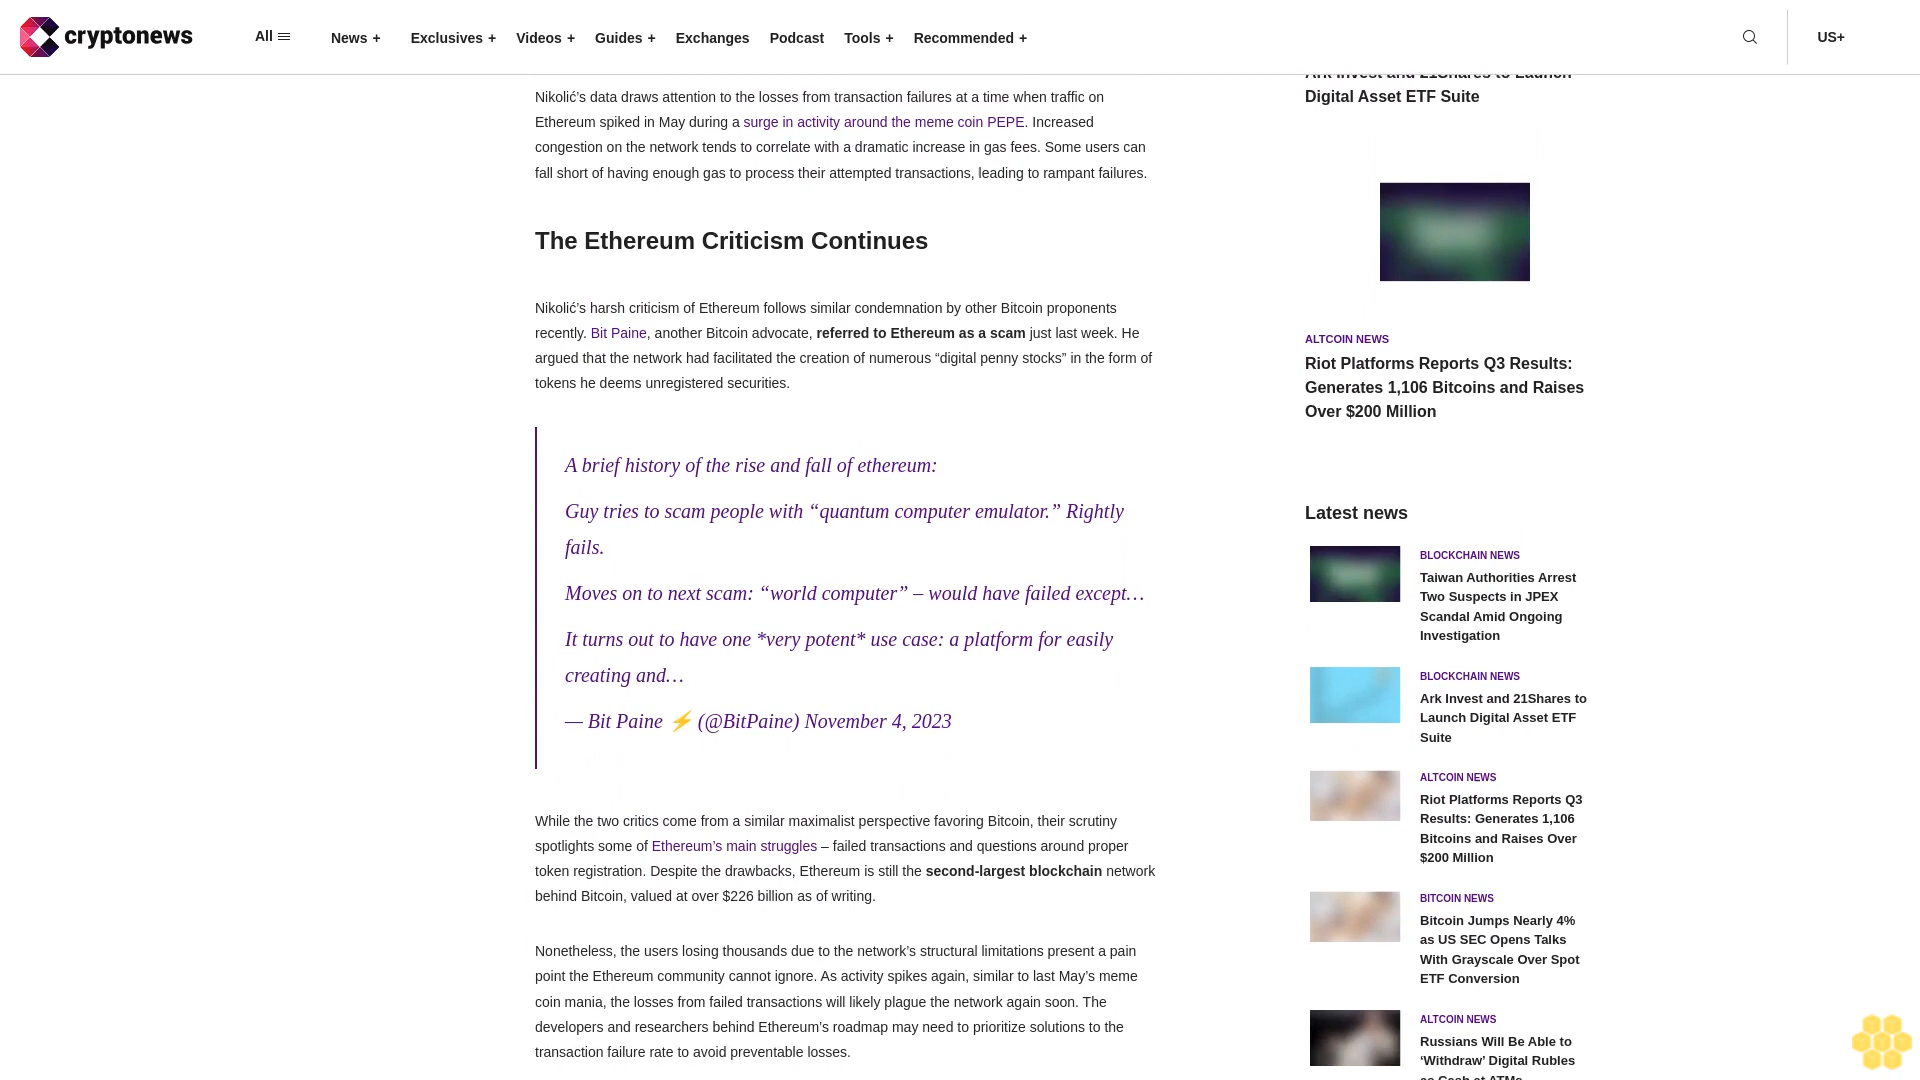 cryptonews
All
News +
Exclusives +
Videos +
Guides +
Exchanges
Podcast
Tools +
Recommended +
US+
Nikolić’s data draws attention to the losses from transaction failures at a time when traffic on
Ethereum spiked in May during a surge in activity around the meme coin PEPE. Increased
congestion on the network tends to correlate with a dramatic increase in gas fees. Some users can
fall short of having enough gas to process their attempted transactions, leading to rampant failures.
The Ethereum Criticism Continues
Nikolić’s harsh criticism of Ethereum follows similar condemnation by other Bitcoin proponents
recently. Bit Paine, another Bitcoin advocate, referred to Ethereum as a scam just last week. He
argued that the network had facilitated the creation of numerous “digital penny stocks” in the form of
tokens he deems unregistered securities.
A brief history of the rise and fall of ethereum:
Guy tries to scam people with “quantum computer emulator.” Rightly
fails.
Moves on to next scam: “world computer” – would have failed except…
It turns out to have one *very potent* use case: a platform for easily
creating and…
— Bit Paine ⚡ (@BitPaine) November 4, 2023
While the two critics come from a similar maximalist perspective favoring Bitcoin, their scrutiny
spotlights some of Ethereum’s main struggles – failed transactions and questions around proper
token registration. Despite the drawbacks, Ethereum is still the second-largest blockchain network
behind Bitcoin, valued at over $226 billion as of writing.
Nonetheless, the users losing thousands due to the network’s structural limitations present a pain
point the Ethereum community cannot ignore. As activity spikes again, similar to last May’s meme
coin mania, the losses from failed transactions will likely plague the network again soon. The
developers and researchers behind Ethereum’s roadmap may need to prioritize solutions to the
transaction failure rate to avoid preventable losses.
Ark Invest and 21Shares to Launch
Digital Asset ETF Suite
ALTCOIN NEWS
Riot Platforms Reports Q3 Results:
Generates 1,106 Bitcoins and Raises
Over $200 Million
Latest news
BLOCKCHAIN NEWS
Taiwan Authorities Arrest
Two Suspects in JPEX
Scandal Amid Ongoing
Investigation
BLOCKCHAIN NEWS
Ark Invest and 21Shares to
Launch Digital Asset ETF
Suite
ALTCOIN NEWS
Riot Platforms Reports Q3
Results: Generates 1,106
Bitcoins and Raises Over
$200 Million
BITCOIN NEWS
Bitcoin Jumps Nearly 4%
as US SEC Opens Talks
With Grayscale Over Spot
ETF Conversion
ALTCOIN NEWS
Russians Will Be Able to
‘Withdraw’ Digital Rubles
as Cash at ATMs